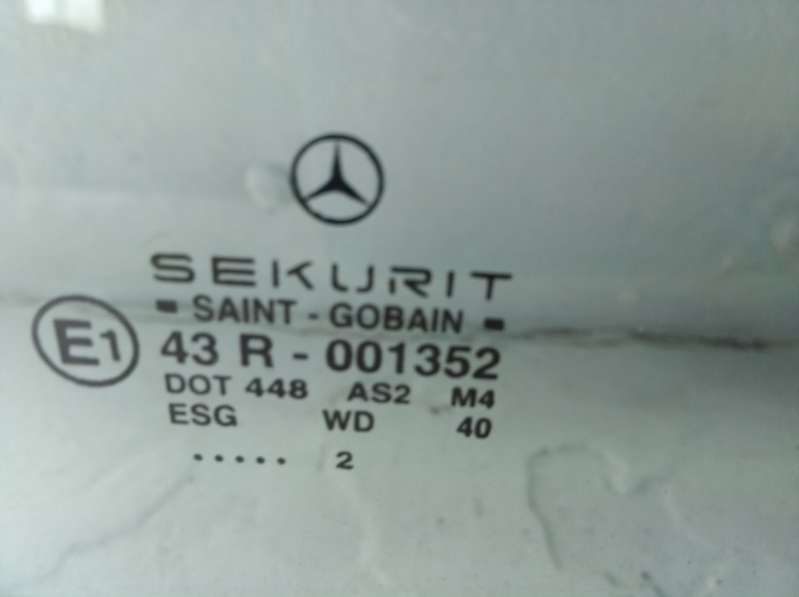 SEKURIT
SAINT - GOBAIN
E1 43 R - 001352
DOT 448 AS2 M4
ESG WD 40
..... 2